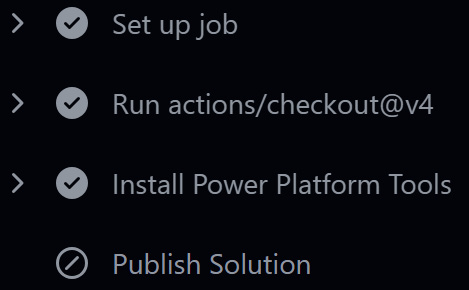 Set up job
Run actions/checkout@v4
Install Power Platform Tools
Publish Solution